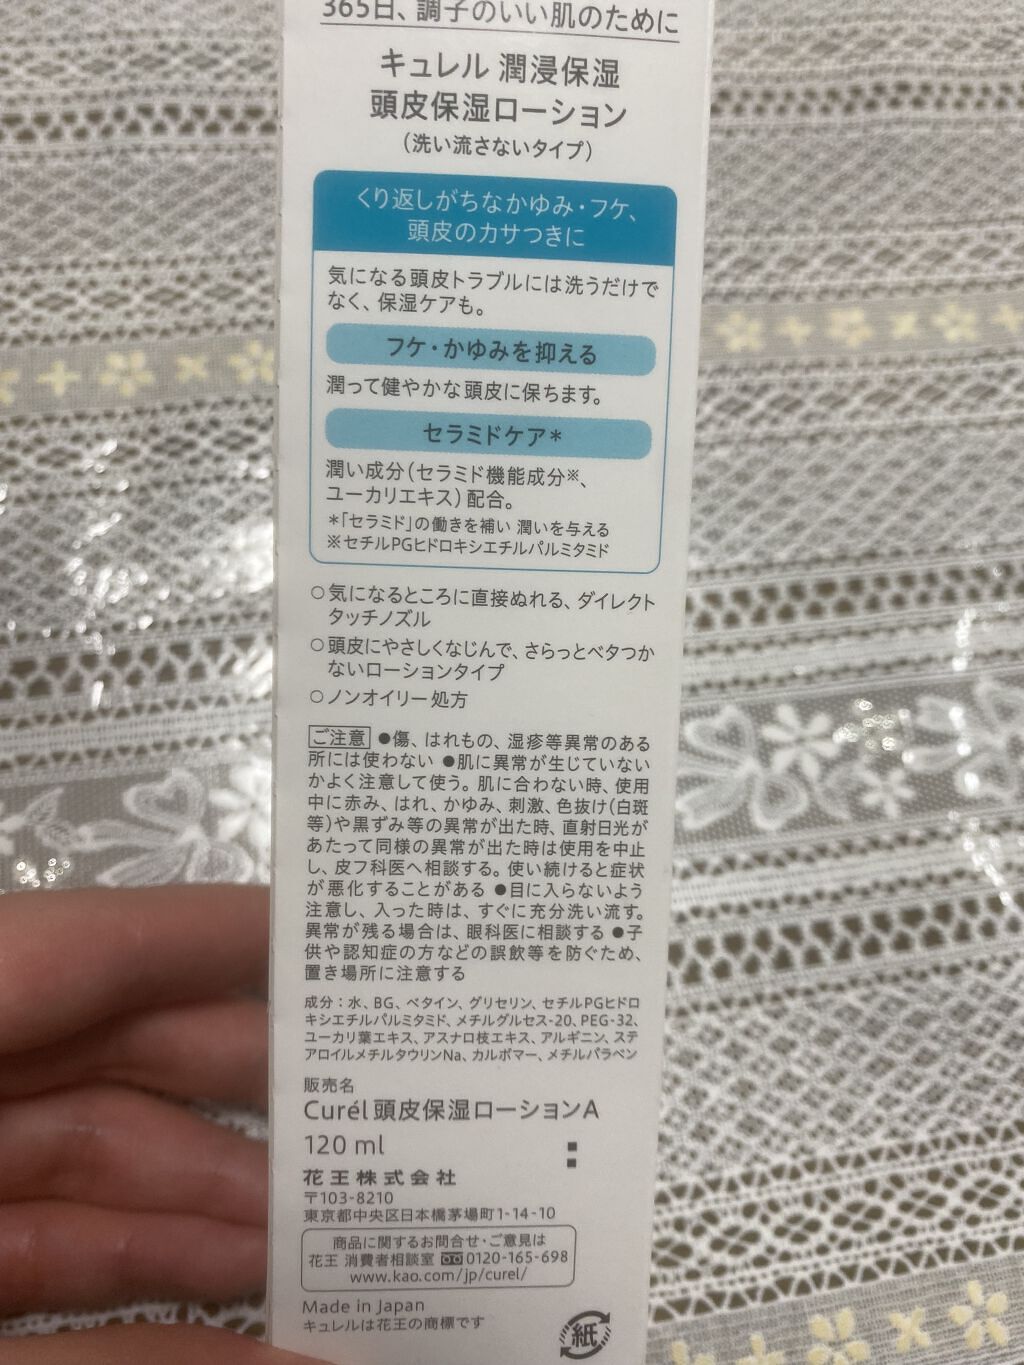 365日、調子のいい肌のために
キュレル 潤浸保湿
頭皮保湿ローション
（洗い流さないタイプ）
くり返しがちなかゆみ・フケ、
頭皮のカサつきに
気になる頭皮トラブルには洗うだけで
なく、保湿ケアも。
フケ・かゆみを抑える
潤って健やかな頭皮に保ちます。
セラミドケア＊
潤い成分（セラミド機能成分※、
ユーカリエキス）配合。
＊「セラミド」の働きを補い 潤いを与える
※セチルPGヒドロキシエチルパルミタミド
○気になるところに直接ぬれる、ダイレクト
タッチノズル
○頭皮にやさしくなじんで、さらっとベタつか
ないローションタイプ
○ノンオイリー処方
ご注意 ●傷、はれもの、湿疹等異常のある
所には使わない ●肌に異常が生じていない
かよく注意して使う。肌に合わない時、使用
中に赤み、はれ、かゆみ、刺激、色抜け(白斑
等)や黒ずみ等の異常が出た時、直射日光が
あたって同様の異常が出た時は使用を中止
し、皮フ科医へ相談する。使い続けると症状
が悪化することがある ●目に入らないよう
注意し、入った時は、すぐに充分洗い流す。
異常が残る場合は、眼科医に相談する ●子
供や認知症の方などの誤飲等を防ぐため、
置き場所に注意する
成分：水、BG、ベタイン、グリセリン、セチルPGヒドロ
キシエチルパルミタミド、メチルグルセス-20、PEG-32、
ユーカリ葉エキス、アスナロ枝エキス、アルギニン、ステ
アロイルメチルタウリンNa、カルボマー、メチルパラベン
販売名
Curél 頭皮保湿ローションA
120 ml
花王株式会社
〒103-8210
東京都中央区日本橋茅場町1-14-10
商品に関するお問合せ・ご意見は
花王 消費者相談室 0120-165-698
www.kao.com/jp/curel/
Made in Japan
キュレルは花王の商標です
紙